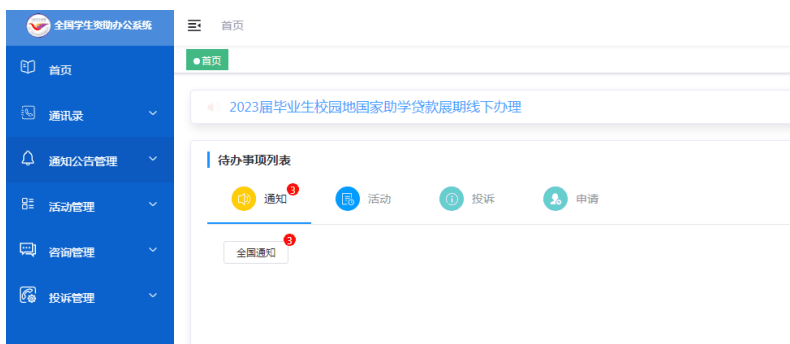 全国学生资助办公系统
首页
通讯录
通知公告管理
活动管理
咨询管理
投诉管理
首页
首页
2023届毕业生校园地国家助学贷款展期线下办理
待办事项列表
通知 3
活动
投诉
申请
全国通知 3